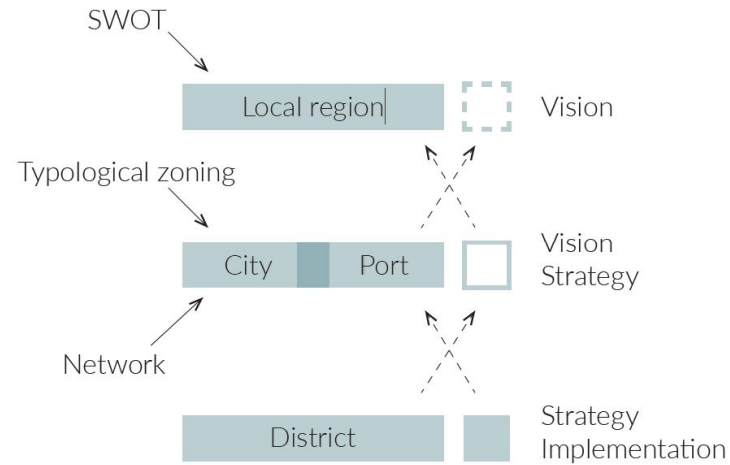 SWOT
Local region
Vision
Typological zoning
City
Port
Vision
Strategy
Network
District
Strategy
Implementation